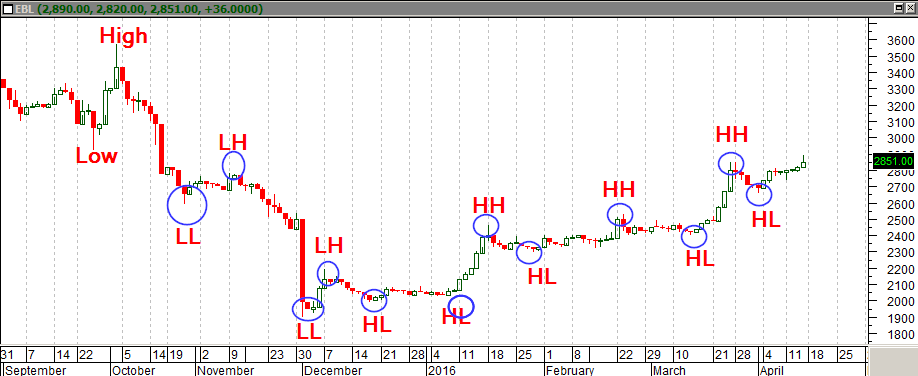 EBL (2,890.00, 2,820.00, 2,851.00, +36.0000)
High
3600
3500
3400
3300
3200
3100
3000
2900
2851.00
2800
2700
2600
2500
2400
2300
2200
2100
2000
1900
1800
1700
Low
LH
LL
LH
LL
HL
HL
HH
HL
HH
HL
HH
HL
31 7 14 22 5 12 19 2 9 16 23 30 7 14 21 28 4 11 18 25 1 8 15 22 29 10 21 28 4 11 18 25
September October November December 2016 February March April